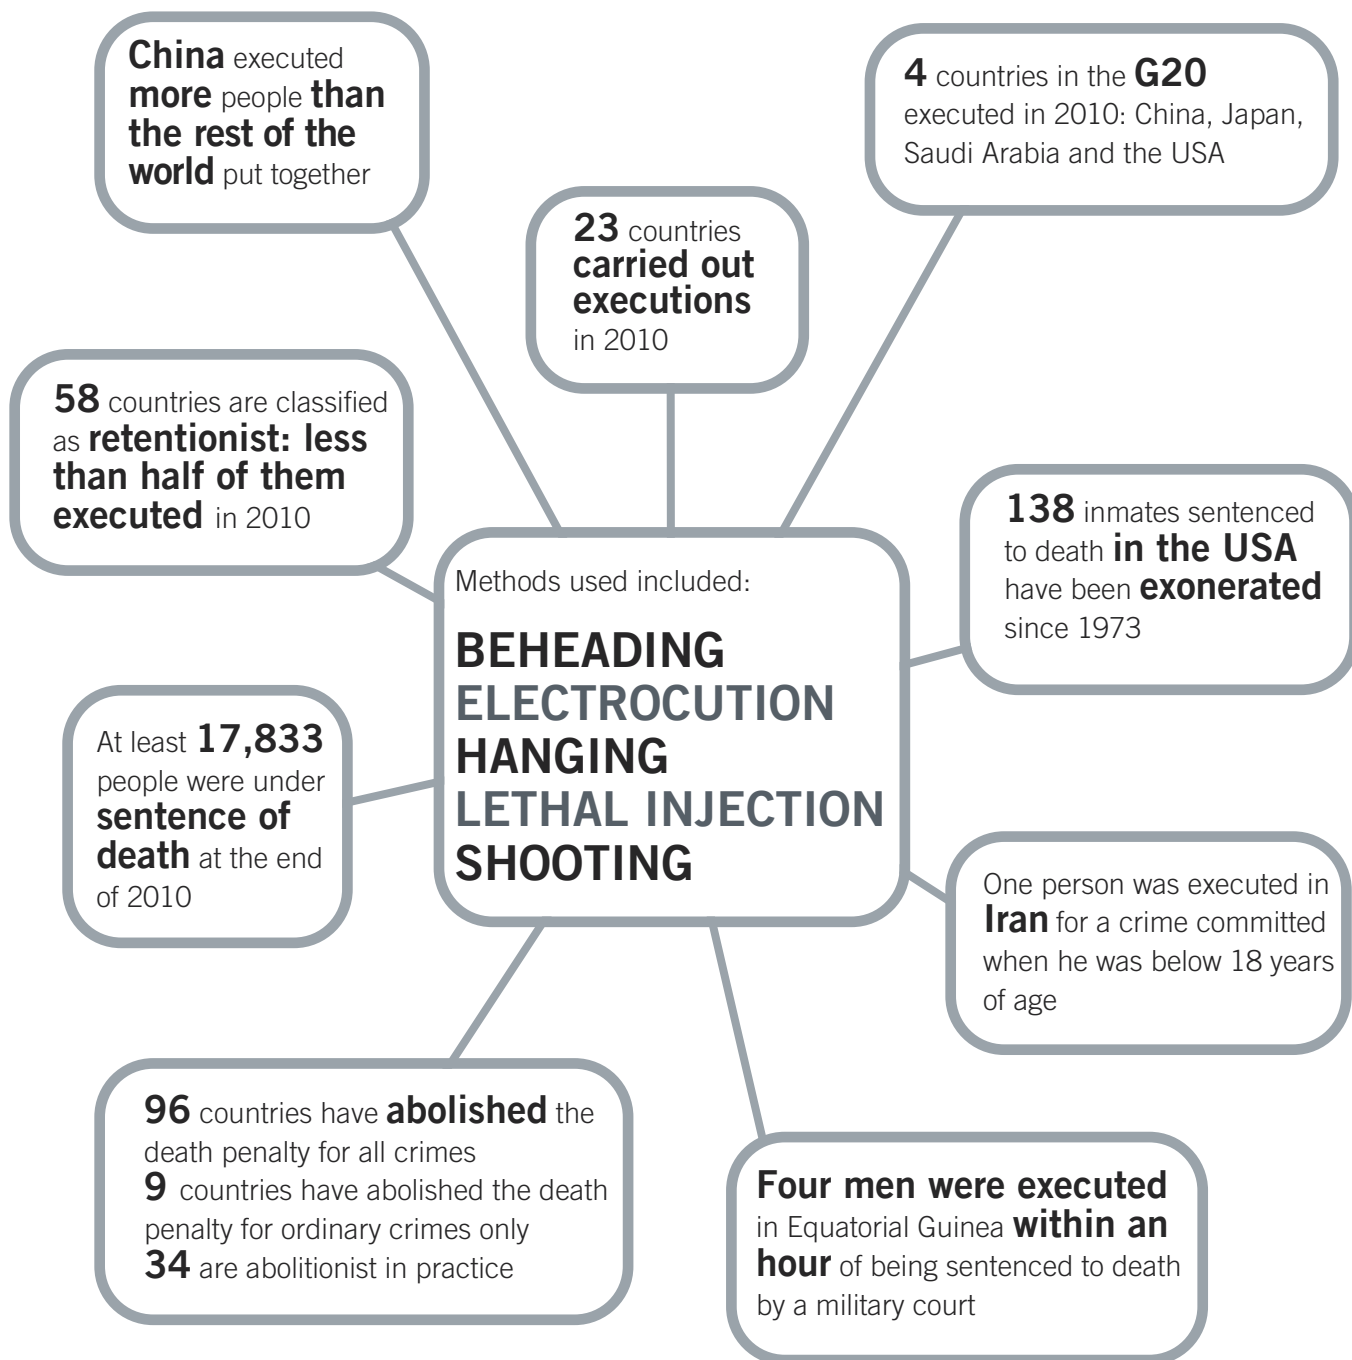 China executed
more people than
the rest of the
world put together
4 countries in the G20
executed in 2010: China, Japan,
Saudi Arabia and the USA
23 countries
carried out
executions
in 2010
58 countries are classified
as retentionist: less
than half of them
executed in 2010
138 inmates sentenced
to death in the USA
have been exonerated
since 1973
Methods used included:
BEHEADING
ELECTROCUTION
HANGING
LETHAL INJECTION
SHOOTING
At least 17,833
people were under
sentence of
death at the end
of 2010
One person was executed in
Iran for a crime committed
when he was below 18 years
of age
96 countries have abolished the
death penalty for all crimes
9 countries have abolished the death
penalty for ordinary crimes only
34 are abolitionist in practice
Four men were executed
in Equatorial Guinea within an
hour of being sentenced to death
by a military court